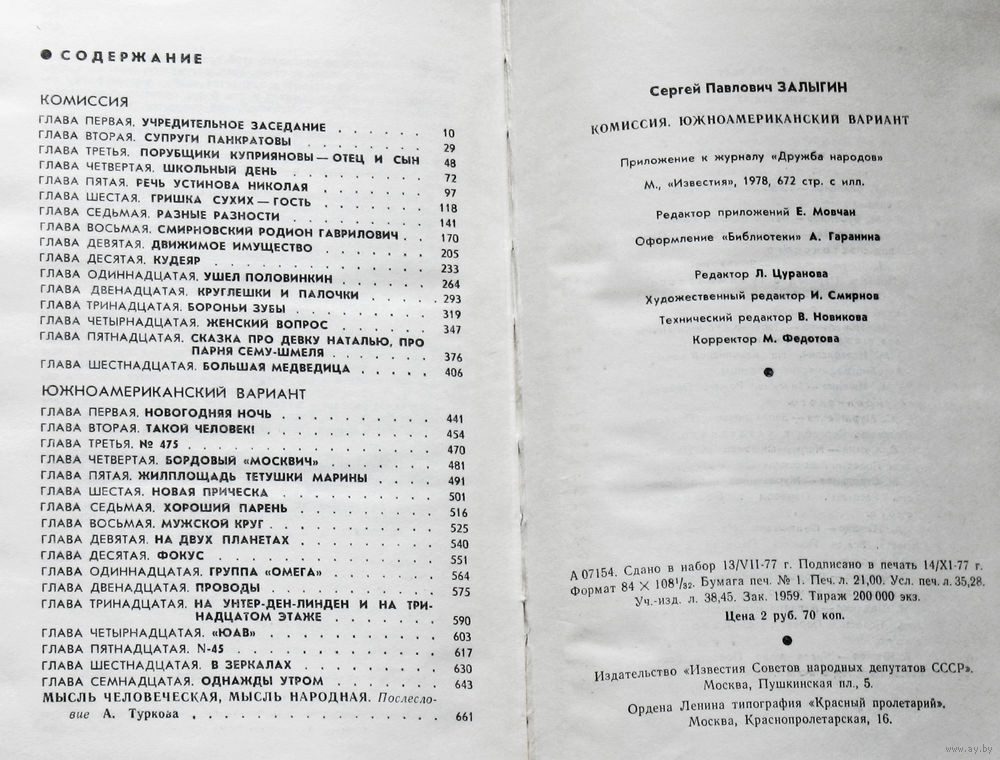 ● СОДЕРЖАНИЕ
КОМИССИЯ
ГЛАВА ПЕРВАЯ. УЧРЕДИТЕЛЬНОЕ ЗАСЕДАНИЕ . . . . . . 10
ГЛАВА ВТОРАЯ. СУПРУГИ ПАНКРАТОВЫ . . . . . . . 29
ГЛАВА ТРЕТЬЯ. ПОРУБЩИКИ КУПРИЯНОВЫ — ОТЕЦ И СЫН 48
ГЛАВА ЧЕТВЕРТАЯ. ШКОЛЬНЫЙ ДЕНЬ . . . . . . . 72
ГЛАВА ПЯТАЯ. РЕЧЬ УСТИНОВА НИКОЛАЯ . . . . . . 97
ГЛАВА ШЕСТАЯ. ГРИШКА СУХИХ — ГОСТЬ . . . . . . 118
ГЛАВА СЕДЬМАЯ. РАЗНЫЕ РАЗНОСТИ . . . . . . . 141
ГЛАВА ВОСЬМАЯ. СМИРНОВСКИЙ РОДИОН ГАВРИЛОВИЧ . . 170
ГЛАВА ДЕВЯТАЯ. ДВИЖИМОЕ ИМУЩЕСТВО . . . . . . 205
ГЛАВА ДЕСЯТАЯ. КУДЕЯР . . . . . . . . . . 233
ГЛАВА ОДИННАДЦАТАЯ. УШЕЛ ПОЛОВИНКИН . . . . . 264
ГЛАВА ДВЕНАДЦАТАЯ. КРУГЛЕШКИ И ПАЛОЧКИ . . . . 293
ГЛАВА ТРИНАДЦАТАЯ. БОРОНЬИ ЗУБЫ . . . . . . . 319
ГЛАВА ЧЕТЫРНАДЦАТАЯ. ЖЕНСКИЙ ВОПРОС . . . . . 347
ГЛАВА ПЯТНАДЦАТАЯ. СКАЗКА ПРО ДЕВКУ НАТАЛЬЮ, ПРО
ПАРНЯ СЕМУ-ШМЕЛЯ . . . . . . 376
ГЛАВА ШЕСТНАДЦАТАЯ. БОЛЬШАЯ МЕДВЕДИЦА . . . . . 406
ЮЖНОАМЕРИКАНСКИЙ ВАРИАНТ
ГЛАВА ПЕРВАЯ. НОВОГОДНЯЯ НОЧЬ . . . . . . . . 441
ГЛАВА ВТОРАЯ. ТАКОЙ ЧЕЛОВЕК! . . . . . . . . 454
ГЛАВА ТРЕТЬЯ. № 475 . . . . . . . . . . . 470
ГЛАВА ЧЕТВЕРТАЯ. БОРДОВЫЙ «МОСКВИЧ» . . . . . . 481
ГЛАВА ПЯТАЯ. ЖИЛПЛОЩАДЬ ТЕТУШКИ МАРИНЫ . . . . 491
ГЛАВА ШЕСТАЯ. НОВАЯ ПРИЧЕСКА . . . . . . . . 501
ГЛАВА СЕДЬМАЯ. ХОРОШИЙ ПАРЕНЬ . . . . . . . 516
ГЛАВА ВОСЬМАЯ. МУЖСКОЙ КРУГ . . . . . . . . 525
ГЛАВА ДЕВЯТАЯ. НА ДВУХ ПЛАНЕТАХ . . . . . . . 540
ГЛАВА ДЕСЯТАЯ. ФОКУС . . . . . . . . . . 551
ГЛАВА ОДИННАДЦАТАЯ. ГРУППА «ОМЕГА» . . . . . . 564
ГЛАВА ДВЕНАДЦАТАЯ. ПРОВОДЫ . . . . . . . . 575
ГЛАВА ТРИНАДЦАТАЯ. НА УНТЕР-ДЕН-ЛИНДЕН И НА ТРИ-
НАДЦАТОМ ЭТАЖЕ . . . . . . 590
ГЛАВА ЧЕТЫРНАДЦАТАЯ. «ЮАВ» . . . . . . . . 603
ГЛАВА ПЯТНАДЦАТАЯ. N-45 . . . . . . . . . 617
ГЛАВА ШЕСТНАДЦАТАЯ. В ЗЕРКАЛАХ . . . . . . . 630
ГЛАВА СЕМНАДЦАТАЯ. ОДНАЖДЫ УТРОМ . . . . . . 643
МЫСЛЬ ЧЕЛОВЕЧЕСКАЯ, МЫСЛЬ НАРОДНАЯ. Послесло-
вие А. Туркова . . . . . . . . . . . . 661
Сергей Павлович ЗАЛЫГИН
КОМИССИЯ. ЮЖНОАМЕРИКАНСКИЙ ВАРИАНТ
Приложение к журналу «Дружба народов»
М., «Известия», 1978, 672 стр. с илл.
Редактор приложений Е. Мовчан
Оформление «Библиотеки» А. Гаранина
Редактор Л. Цуранова
Художественный редактор И. Смирнов
Технический редактор В. Новикова
Корректор М. Федотова
А 07154. Сдано в набор 13/VII-77 г. Подписано в печать 14/XI-77 г.
Формат 84 × 108¹/₃₂. Бумага печ. № 1. Печ. л. 21,00. Усл. печ.л. 35,28.
Уч.-изд. л. 38,45. Зак. 1959. Тираж 200 000 экз.
Цена 2 руб. 70 коп.
Издательство «Известия Советов народных депутатов СССР».
Москва, Пушкинская пл., 5.
Ордена Ленина типография «Красный пролетарий».
Москва, Краснопролетарская, 16.
www.ay.by